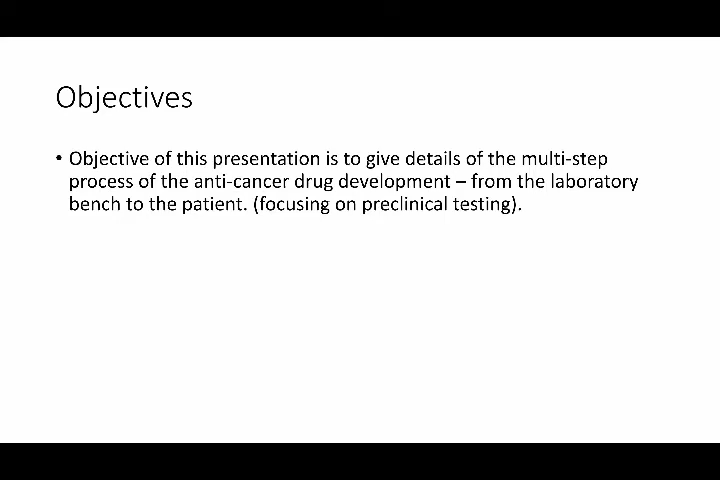 Objectives
• Objective of this presentation is to give details of the multi-step
process of the anti-cancer drug development – from the laboratory
bench to the patient. (focusing on preclinical testing).